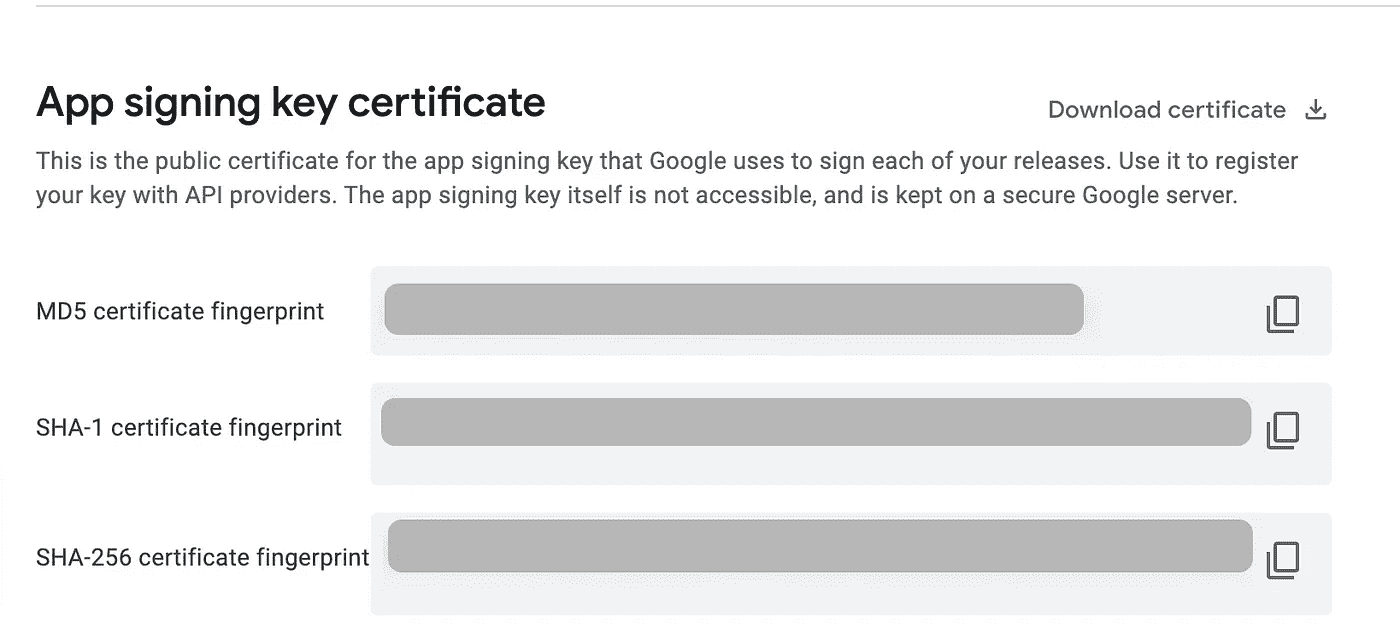 App signing key certificate
Download certificate
This is the public certificate for the app signing key that Google uses to sign each of your releases. Use it to register
your key with API providers. The app signing key itself is not accessible, and is kept on a secure Google server.
MD5 certificate fingerprint
SHA-1 certificate fingerprint
SHA-256 certificate fingerprint